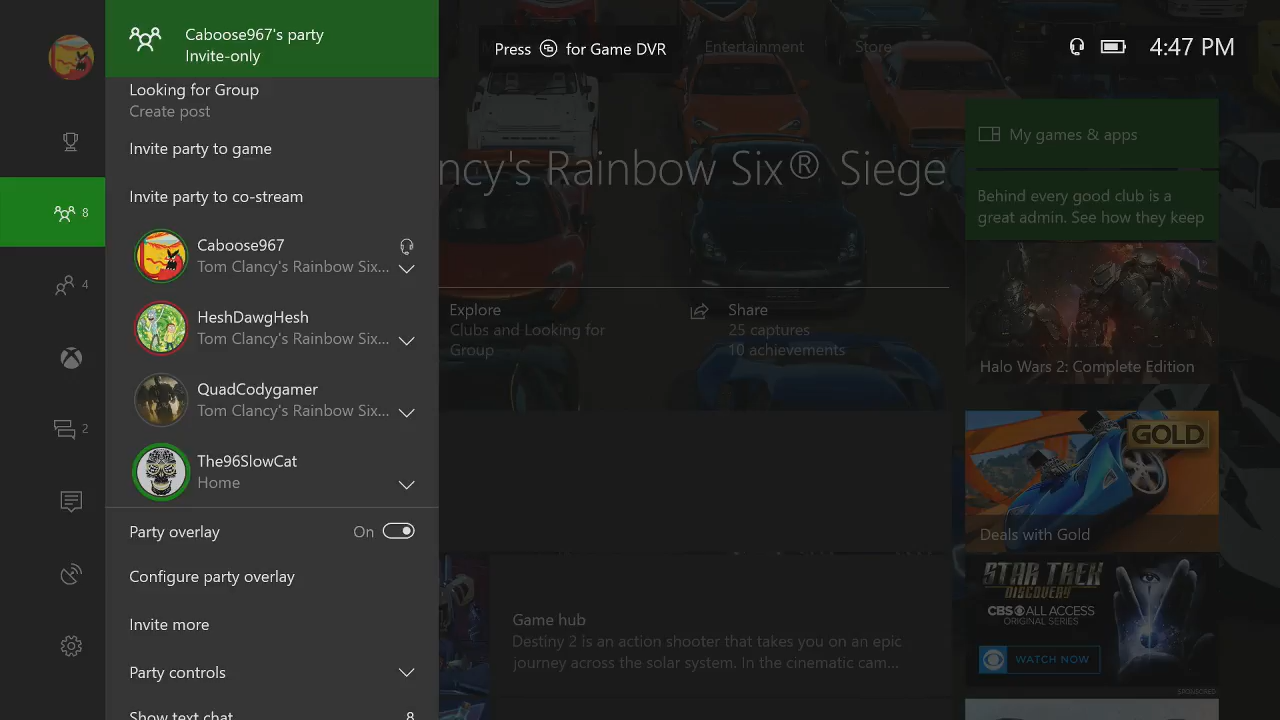 Caboose967's party
Invite-only
Press for Game DVR
Entertainment
Store
4:47 PM
Looking for Group
Create post
Invite party to game
Invite party to co-stream
8
Caboose967
Tom Clancy's Rainbow Six...
4
HeshDawgHesh
Tom Clancy's Rainbow Six...
QuadCodygamer
Tom Clancy's Rainbow Six...
2
The96SlowCat
Home
Party overlay
On
Configure party overlay
Invite more
Party controls
Show text chat
8
ncy's Rainbow Six® Siege
Explore
Clubs and Looking for
Group
Share
25 captures
10 achievements
Game hub
Destiny 2 is an action shooter that takes you on an epic
journey across the solar system. In the cinematic cam...
My games & apps
Behind every good club is a
great admin. See how they keep
Halo Wars 2: Complete Edition
GOLD
Deals with Gold
STAR TREK
DISCOVERY
CBS ALL ACCESS
ORIGINAL SERIES
WATCH NOW
SPONSORED